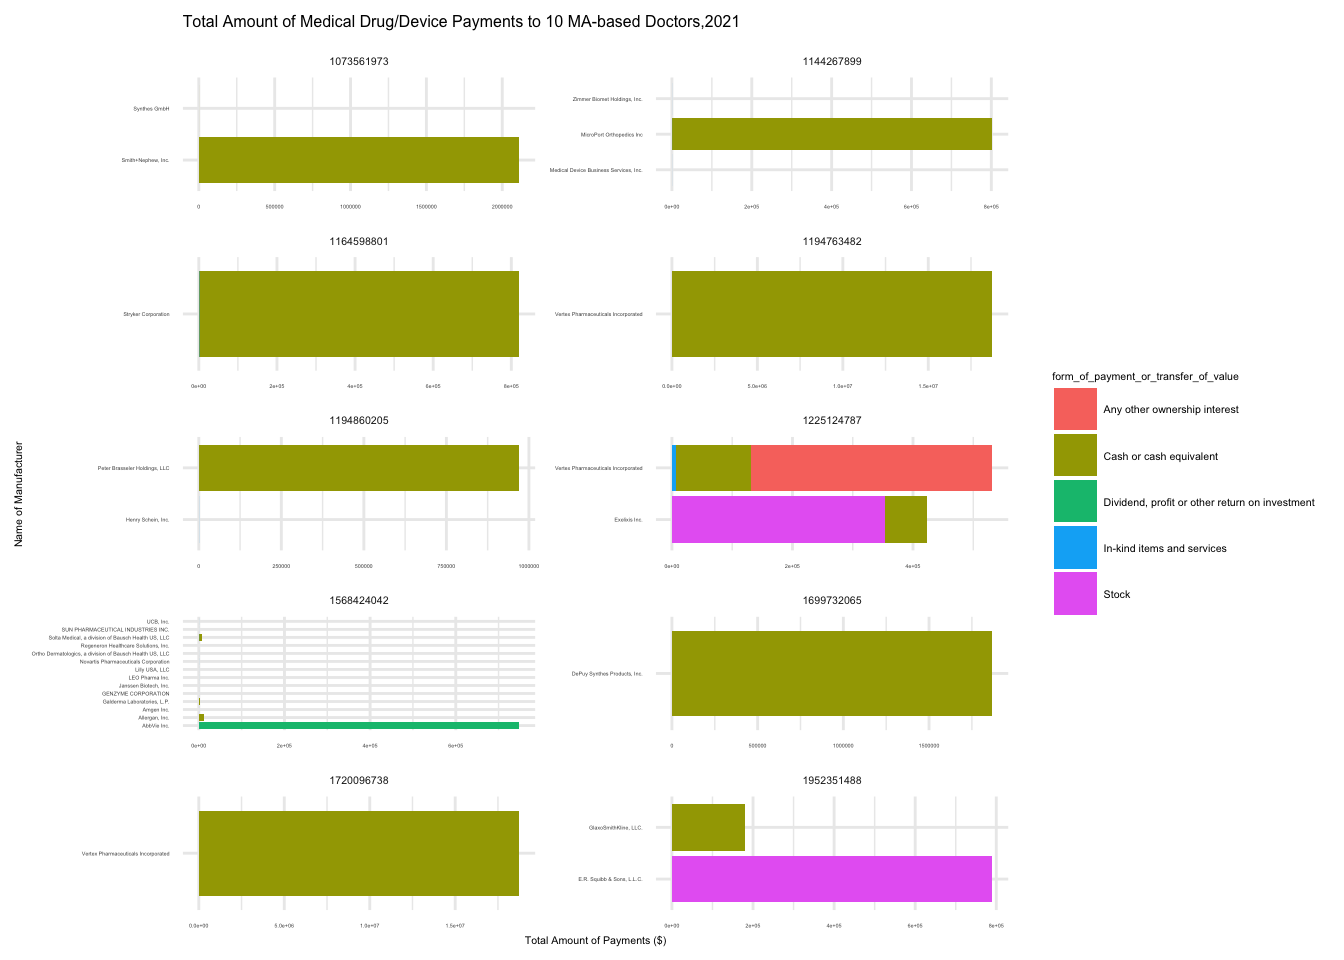 Total Amount of Medical Drug/Device Payments to 10 MA-based Doctors,2021
1073561973
Synthes GmbH
Smith+Nephew, Inc.
0 500000 1000000 1500000 2000000
1144267899
Zimmer Biomet Holdings, Inc.
MicroPort Orthopedics Inc
Medical Device Business Services, Inc.
0e+00 2e+05 4e+05 6e+05 8e+05
1164598801
Stryker Corporation
0e+00 2e+05 4e+05 6e+05 8e+05
1194763482
Vertex Pharmaceuticals Incorporated
0.0e+00 5.0e+06 1.0e+07 1.5e+07
1194860205
Peter Brasseler Holdings, LLC
Henry Schein, Inc.
0 250000 500000 750000 1000000
1225124787
Vertex Pharmaceuticals Incorporated
Exelixis Inc.
0e+00 2e+05 4e+05
1568424042
UCB, Inc.
SUN PHARMACEUTICAL INDUSTRIES INC.
Solta Medical, a division of Bausch Health US, LLC
Regeneron Healthcare Solutions, Inc.
Ortho Dermatologics, a division of Bausch Health US, LLC
Novartis Pharmaceuticals Corporation
Lilly USA, LLC
LEO Pharma Inc.
Janssen Biotech, Inc.
GENZYME CORPORATION
Galderma Laboratories, L.P.
Amgen Inc.
Allergan, Inc.
AbbVie Inc.
0e+00 2e+05 4e+05 6e+05
1699732065
DePuy Synthes Products, Inc.
0 500000 1000000 1500000
1720096738
Vertex Pharmaceuticals Incorporated
0.0e+00 5.0e+06 1.0e+07 1.5e+07
1952351488
GlaxoSmithKline, LLC.
E.R. Squibb & Sons, L.L.C.
0e+00 2e+05 4e+05 6e+05 8e+05
Name of Manufacturer
Total Amount of Payments ($)
form_of_payment_or_transfer_of_value
Any other ownership interest
Cash or cash equivalent
Dividend, profit or other return on investment
In-kind items and services
Stock